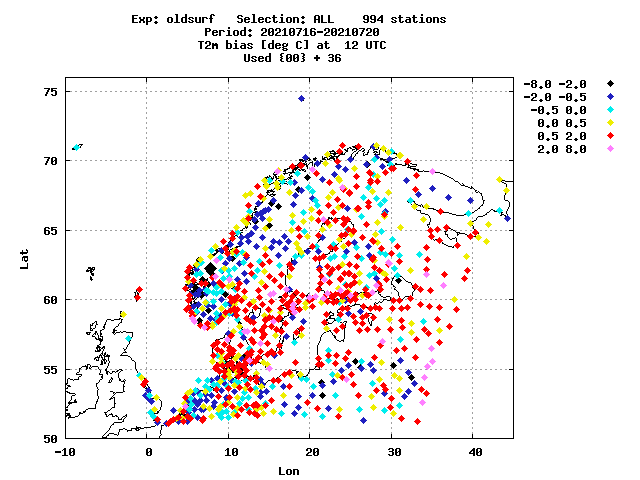 Exp: oldsurf Selection: ALL 994 stations
Period: 20210716-20210720
T2m bias [deg C] at 12 UTC
Used {00} + 36
-8.0 -2.0
-2.0 -0.5
-0.5 0.0
0.0 0.5
0.5 2.0
2.0 8.0
75
70
65
60
55
50
Lat
-10 0 10 20 30 40
Lon